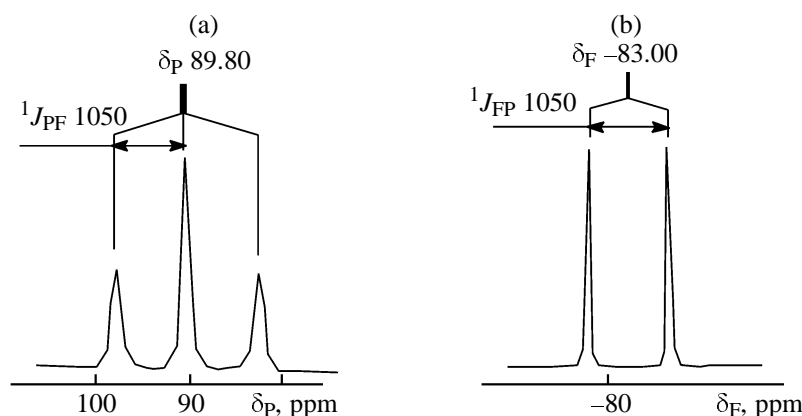 (a)
δP 89.80
¹JPF 1050
100 90 δP, ppm
(b)
δF –83.00
¹JFP 1050
–80 δF, ppm